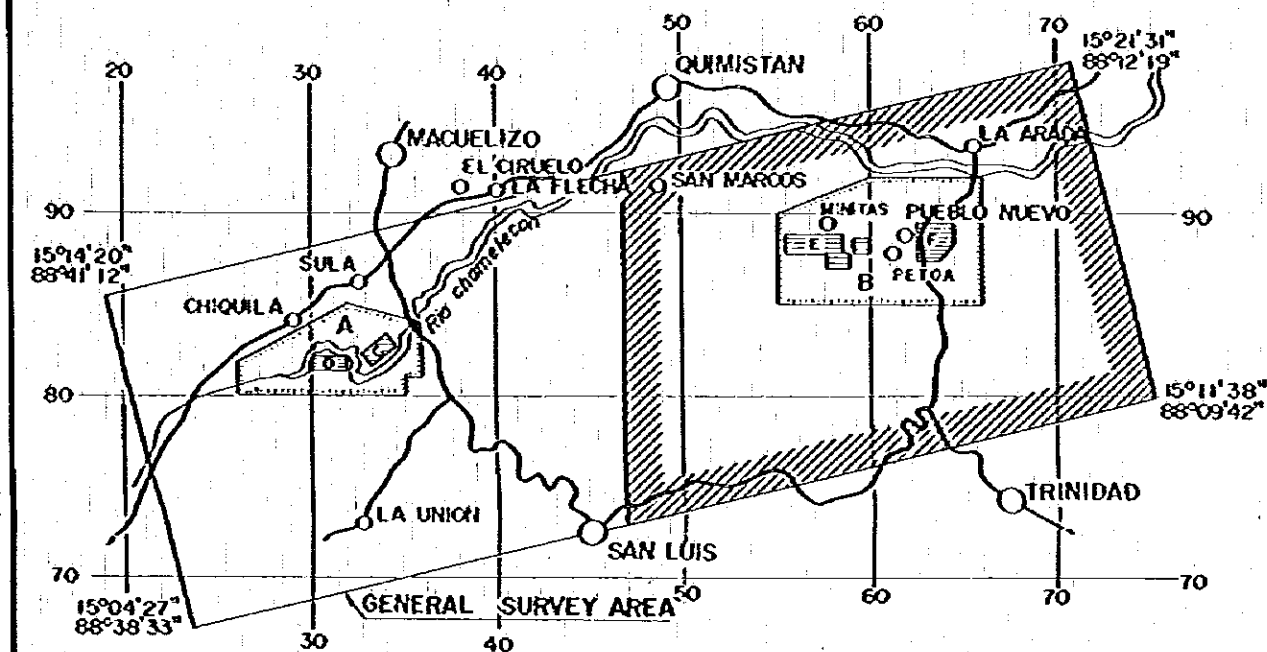 50 60 70
15°21'31"
88°12'19"
20 30 40
QUIMISTAN
MACUELIZO
LA ARADA
EL CIRUELO
LA FLECHA
SAN MARCOS
90
MINITAS PUEBLO NUEVO
90
15°14'20"
88°41'12"
E F
SULA
PETOA
B
Rio chamelecon
CHIQUILA
A
C
D
80
80
15°11'38"
88°09'42"
LA UNION
TRINIDAD
SAN LUIS
70
70
15°04'27"
88°38'33"
GENERAL SURVEY AREA
50 60 70
30 40